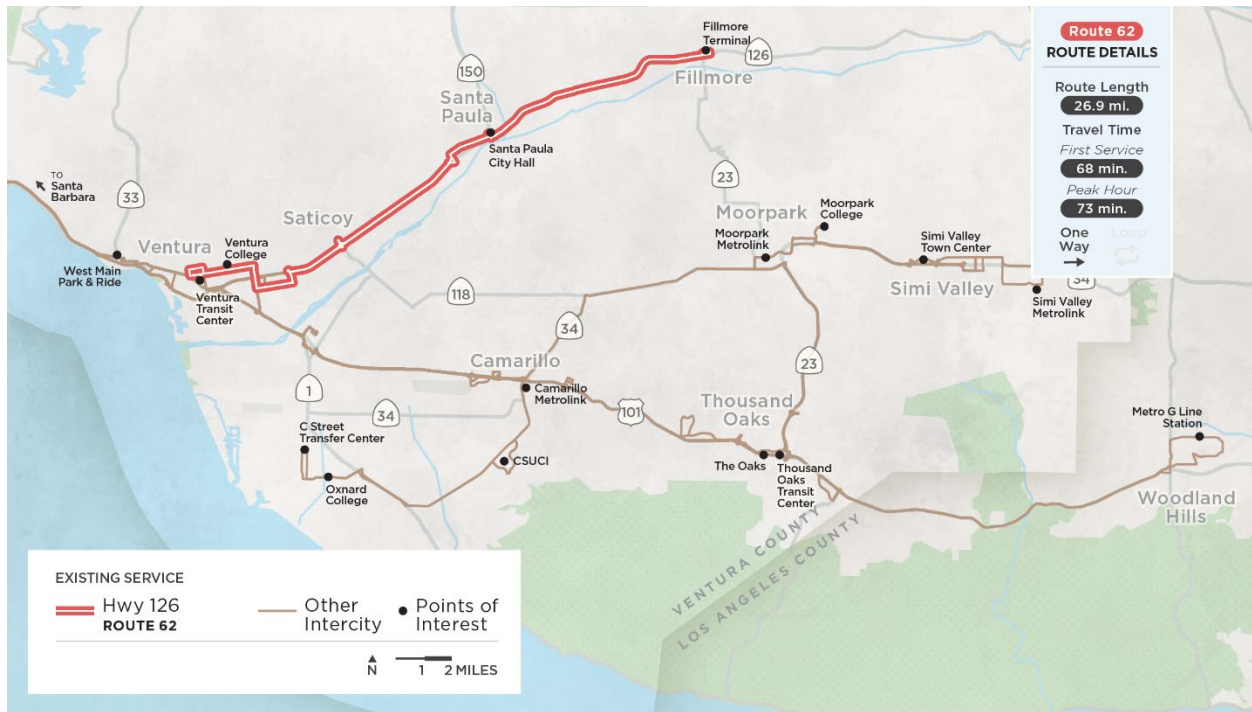 Route 62
ROUTE DETAILS
Route Length
26.9 mi.
Travel Time
First Service
68 min.
Peak Hour
73 min.
One
Way
Loop
Fillmore
Terminal
126
Fillmore
150
Santa
Paula
Santa Paula
City Hall
TO
Santa
Barbara
33
23
Saticoy
Ventura
Ventura
College
West Main
Park & Ride
Ventura
Transit
Center
Moorpark
Moorpark
College
Moorpark
Metrolink
Simi Valley
Town Center
Simi Valley
34
Simi Valley
Metrolink
118
34
Camarillo
Camarillo
Metrolink
1
34
101
23
Thousand
Oaks
C Street
Transfer Center
Oxnard
College
CSUCI
The Oaks
Thousand
Oaks
Transit
Center
Metro G Line
Station
Woodland
Hills
VENTURA COUNTY
LOS ANGELES COUNTY
EXISTING SERVICE
Hwy 126
ROUTE 62
Other
Intercity
Points of
Interest
N
1 2 MILES